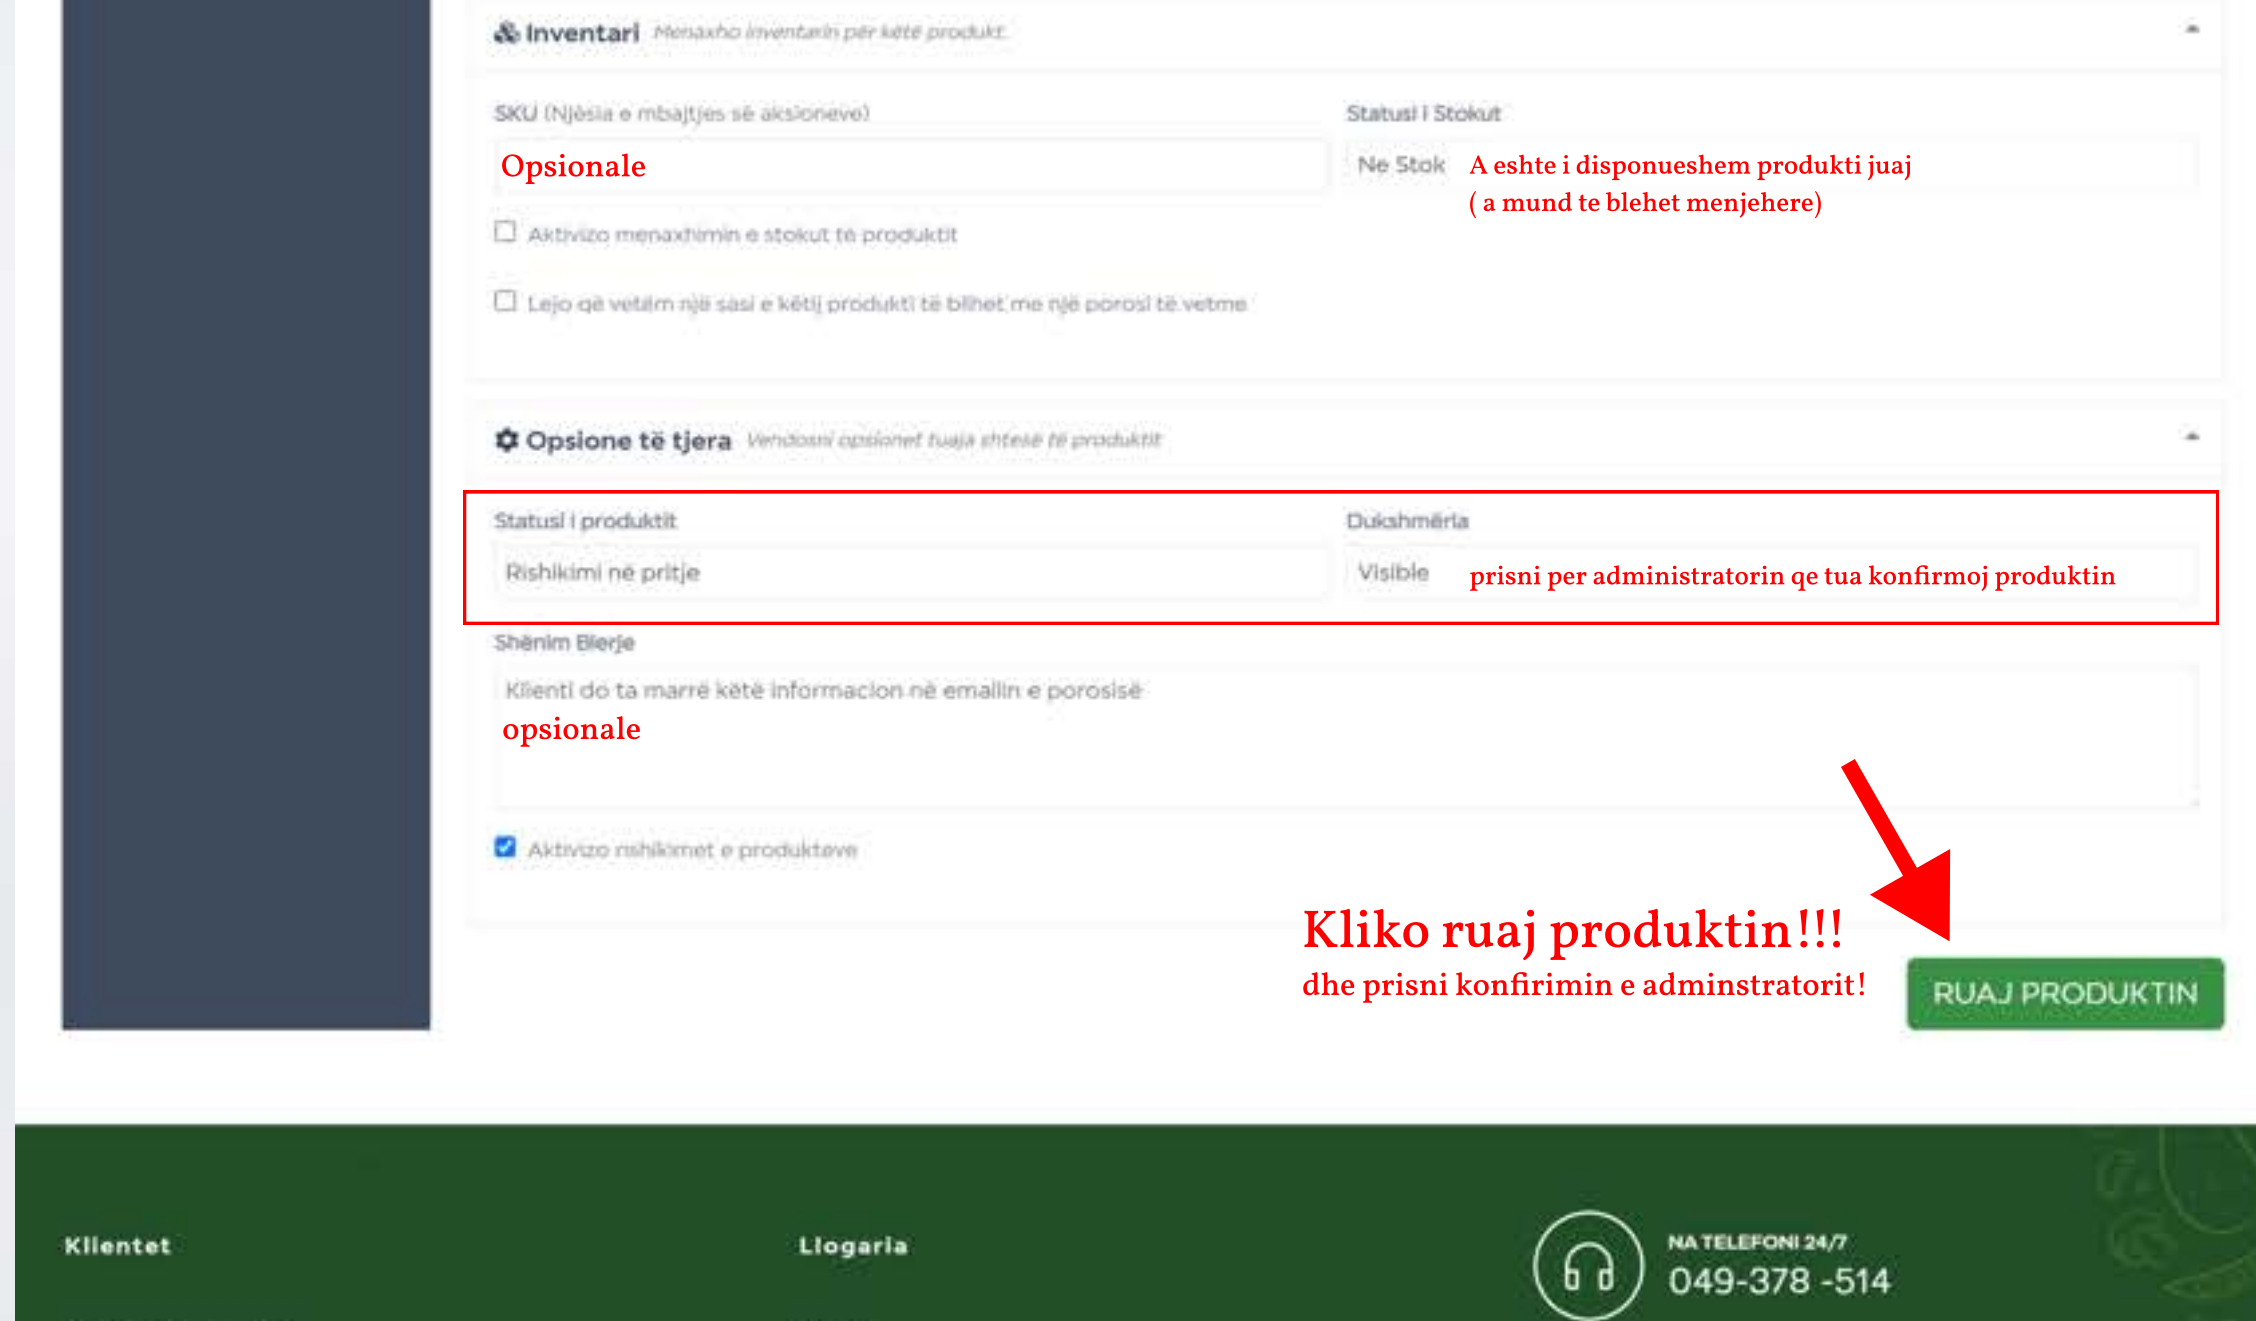 Inventari Menaxho inventarin për këtë produkt.
SKU (Njësia e mbajtjes së aksioneve)
Statusi i Stokut
Opsionale
Ne Stok A eshte i disponueshem produkti juaj
( a mund te blehet menjehere)
Aktivizo menaxhimin e stokut të produktit
Lejo që vetëm një sasi e këtij produkti të blihet me një porosi të vetme
Opsione të tjera Vendosni opsionet tuaja shtesë të produktit
Statusi i produktit
Dukshmëria
Rishikimi në pritje
Visible prisni per administratorin qe tua konfirmoj produktin
Shënim Blerje
Klienti do ta marrë këtë informacion në emailin e porosisë
opsionale
Aktivizo rishikimet e produkteve
Kliko ruaj produktin!!!
dhe prisni konfirimin e adminstratorit!
RUAJ PRODUKTIN
Klientet
Llogaria
NA TELEFONI 24/7
049-378 -514